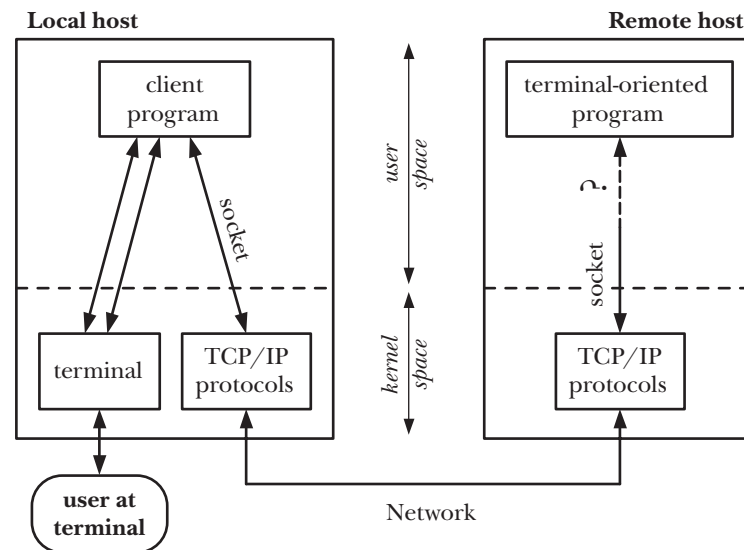 Local host
Remote host
client
program
terminal-oriented
program
user
space
?
socket
socket
kernel
space
terminal
TCP/IP
protocols
TCP/IP
protocols
user at
terminal
Network